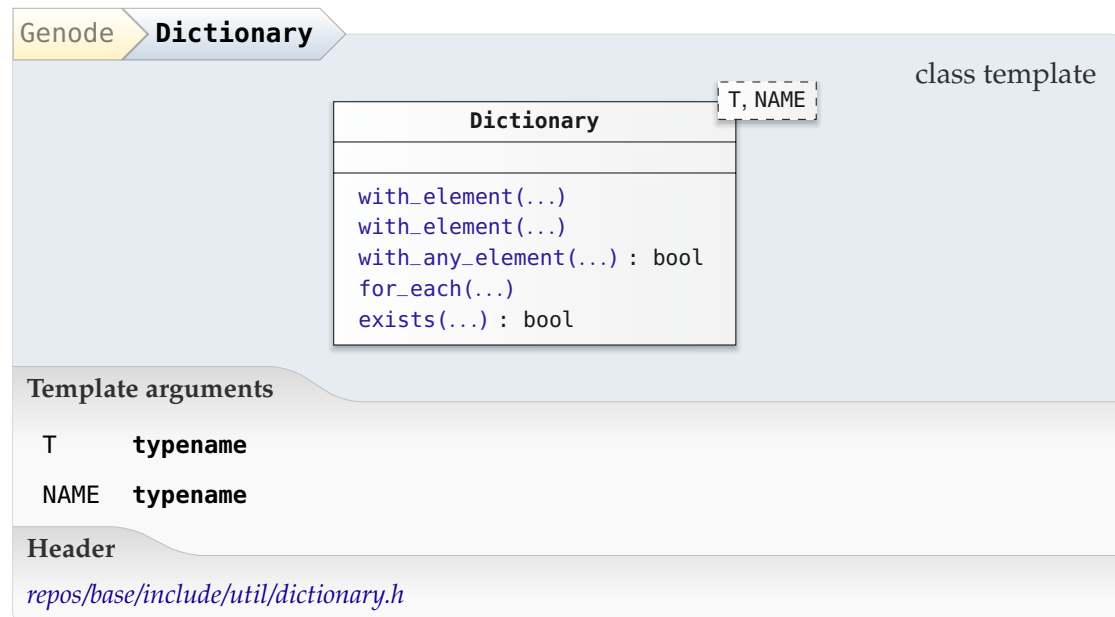 Genode Dictionary
class template
T, NAME
Dictionary
with_element(...)
with_element(...)
with_any_element(...) : bool
for_each(...)
exists(...) : bool
Template arguments
T typename
NAME typename
Header
repos/base/include/util/dictionary.h